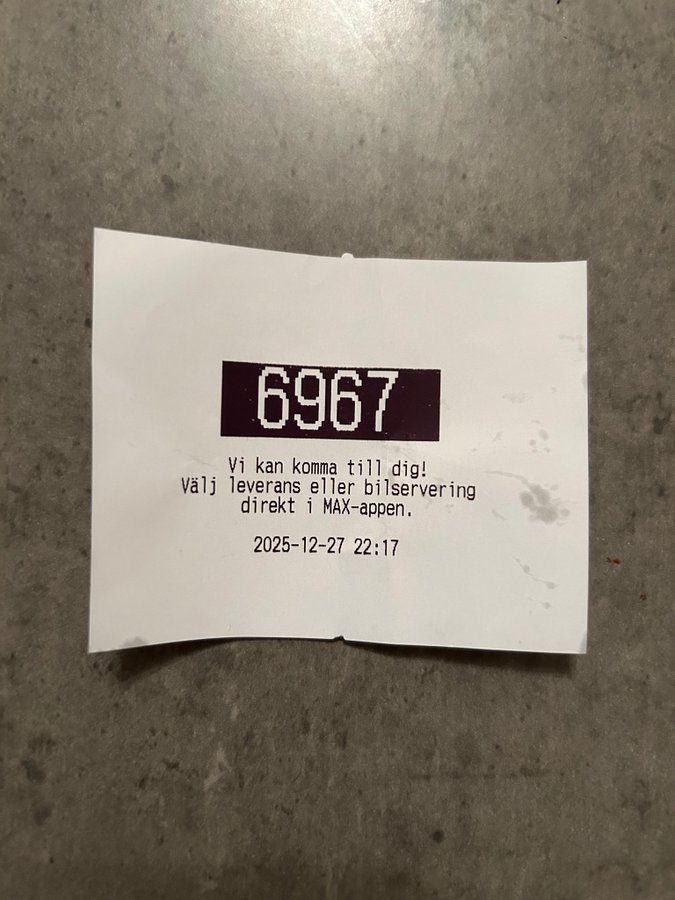 6967
Vi kan komma till dig!
Välj leverans eller bilservering
direkt i MAX-appen.
2025-12-27 22:17